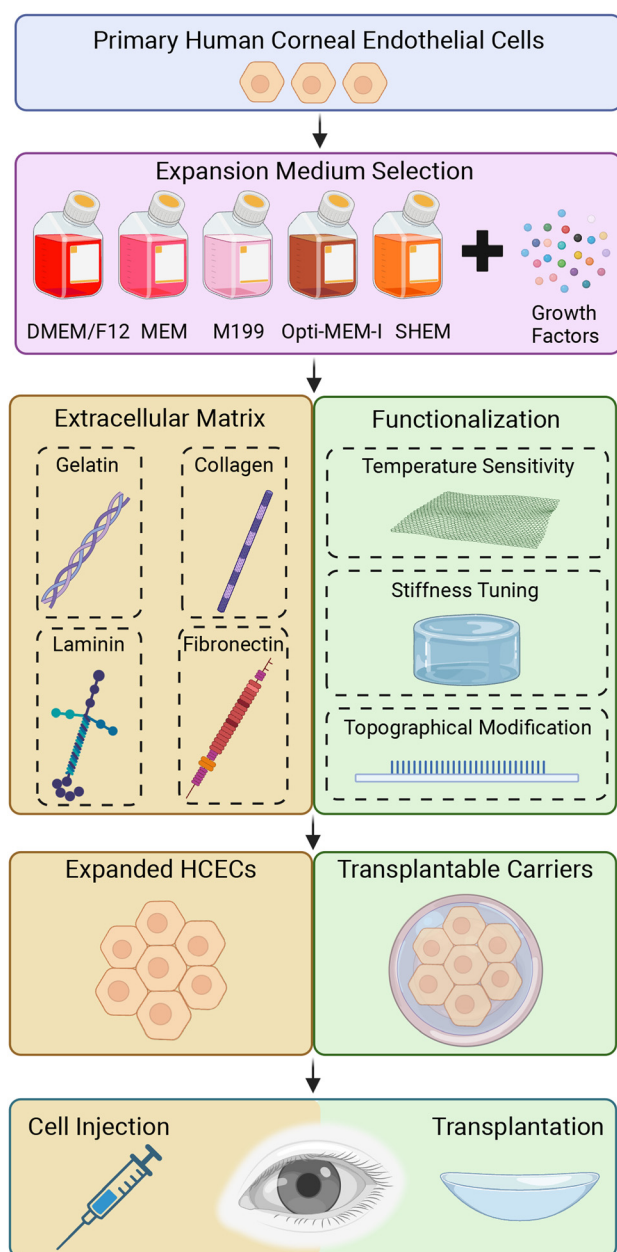 Primary Human Corneal Endothelial Cells
Expansion Medium Selection
DMEM/F12 MEM M199 Opti-MEM-I SHEM
Growth
Factors
Extracellular Matrix
Gelatin
Collagen
Laminin
Fibronectin
Functionalization
Temperature Sensitivity
Stiffness Tuning
Topographical Modification
Expanded HCECs
Transplantable Carriers
Cell Injection
Transplantation